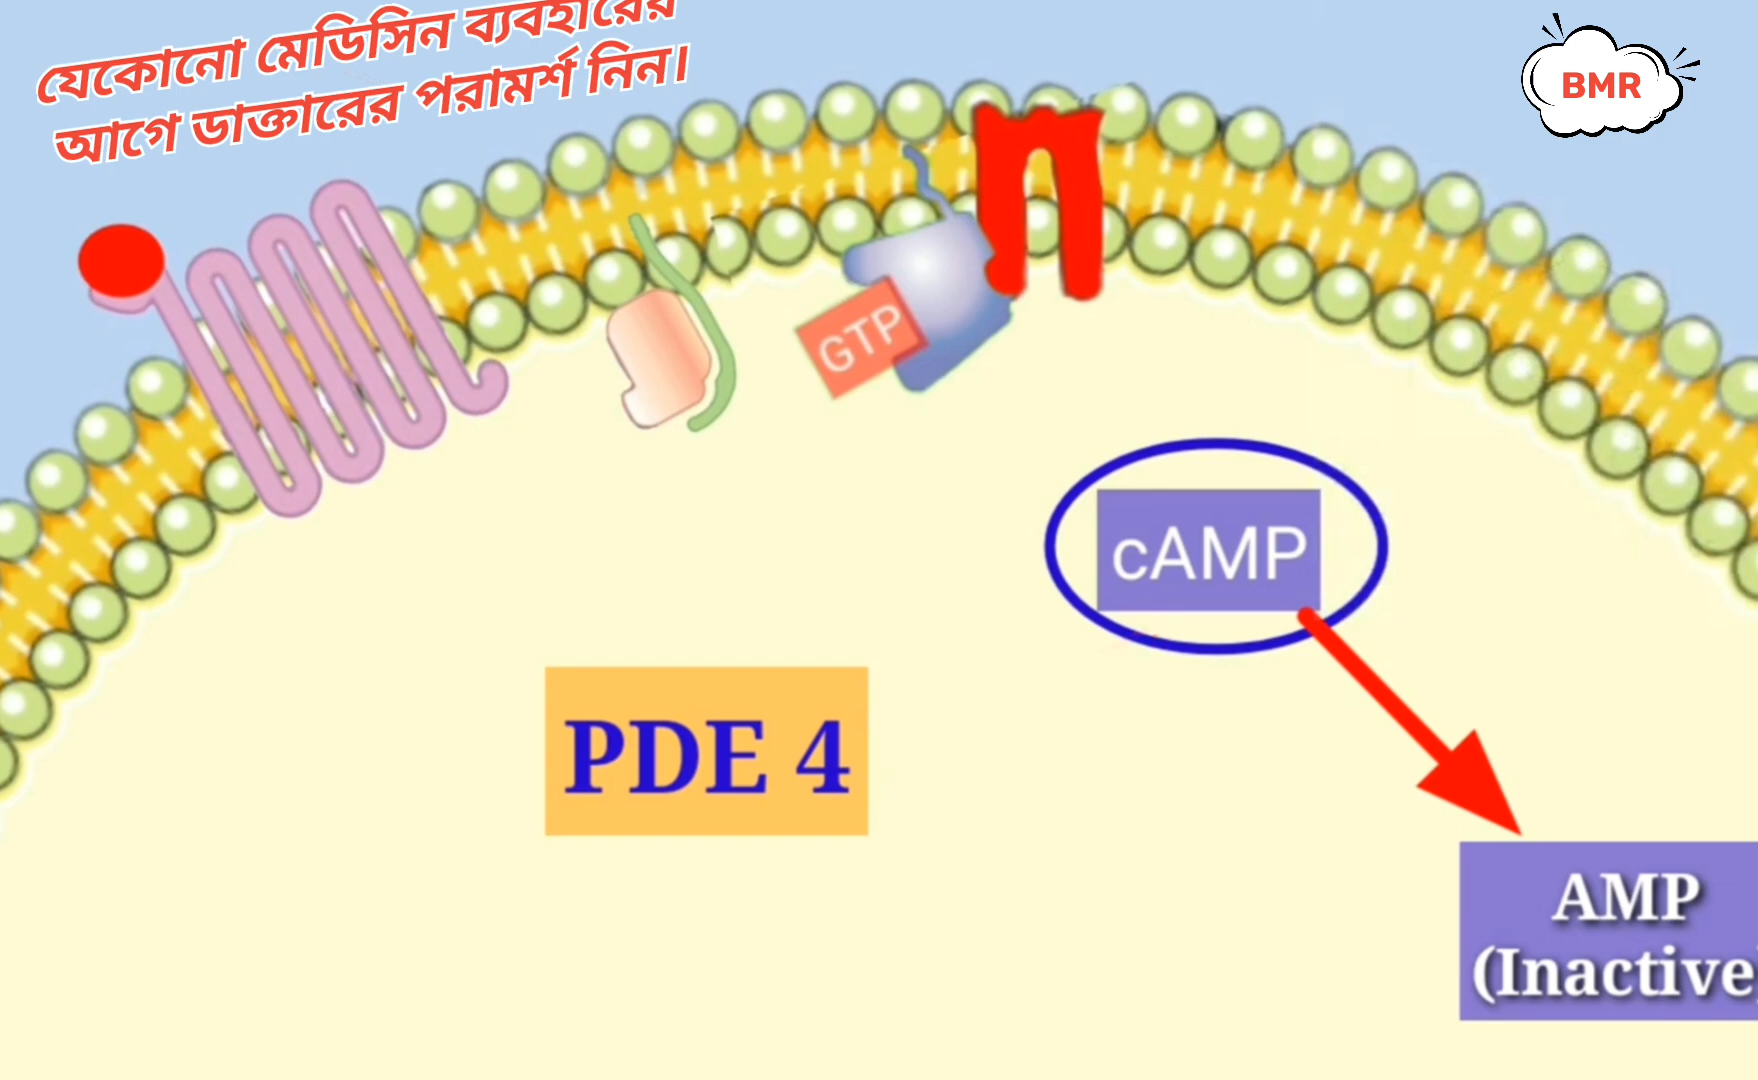 যেকোনো মেডিসিন ব্যবহারের
আগে ডাক্তারের পরামর্শ নিন।
BMR
GTP
cAMP
PDE 4
AMP
(Inactive)